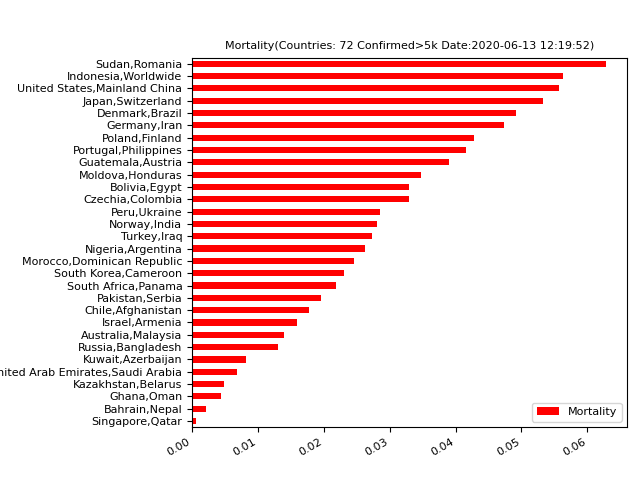 Mortality(Countries: 72 Confirmed>5k Date:2020-06-13 12:19:52)
Sudan,Romania
Indonesia,Worldwide
United States,Mainland China
Japan,Switzerland
Denmark,Brazil
Germany,Iran
Poland,Finland
Portugal,Philippines
Guatemala,Austria
Moldova,Honduras
Bolivia,Egypt
Czechia,Colombia
Peru,Ukraine
Norway,India
Turkey,Iraq
Nigeria,Argentina
Morocco,Dominican Republic
South Korea,Cameroon
South Africa,Panama
Pakistan,Serbia
Chile,Afghanistan
Israel,Armenia
Australia,Malaysia
Russia,Bangladesh
Kuwait,Azerbaijan
nited Arab Emirates,Saudi Arabia
Kazakhstan,Belarus
Ghana,Oman
Bahrain,Nepal
Singapore,Qatar
Mortality
0.00 0.01 0.02 0.03 0.04 0.05 0.06